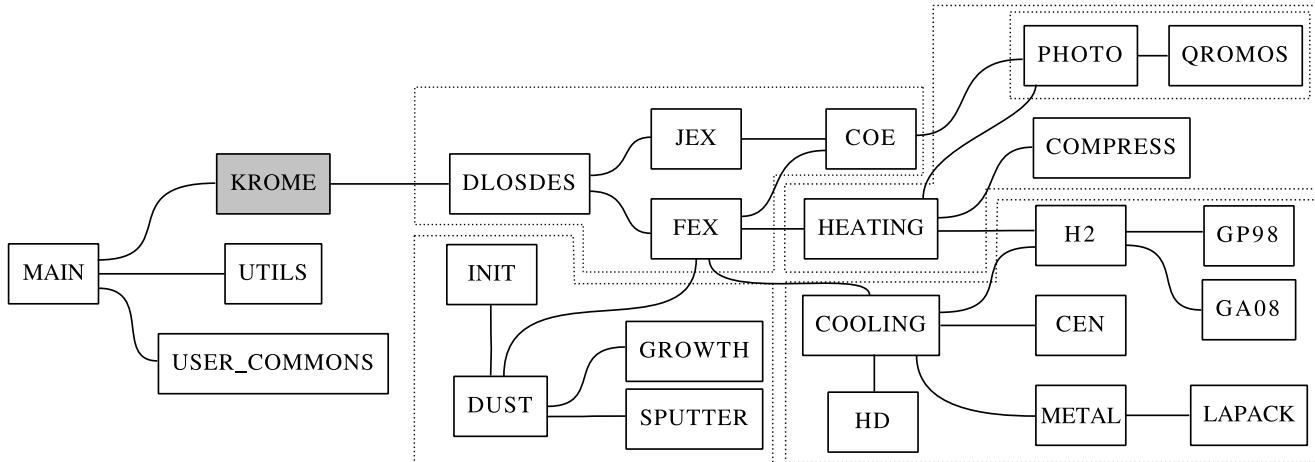 PHOTO
QROMOS
JEX
COE
COMPRESS
KROME
DLOSDES
FEX
HEATING
H2
GP98
MAIN
UTILS
INIT
GA08
COOLING
CEN
USER_COMMONS
GROWTH
DUST
SPUTTER
HD
METAL
LAPACK